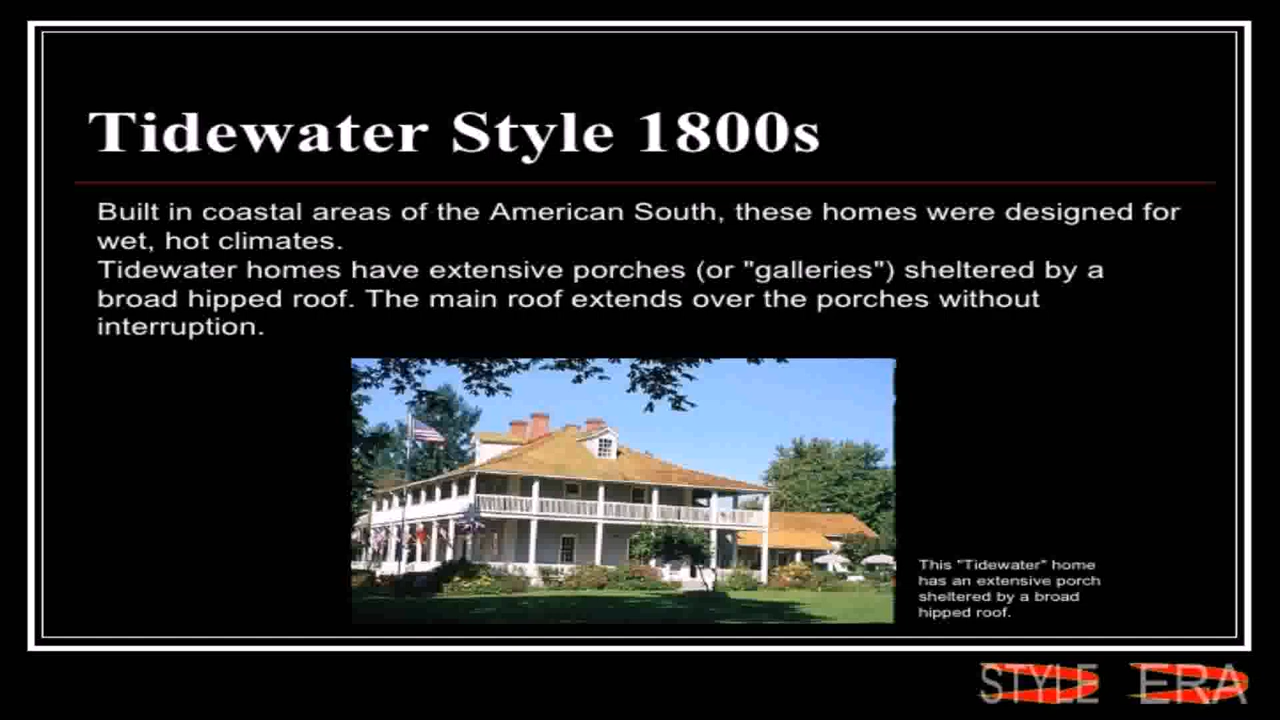 Tidewater Style 1800s
Built in coastal areas of the American South, these homes were designed for
wet, hot climates.
Tidewater homes have extensive porches (or "galleries") sheltered by a
broad hipped roof. The main roof extends over the porches without
interruption.
This "Tidewater" home
has an extensive porch
sheltered by a broad
hipped roof.
STYLE ERA